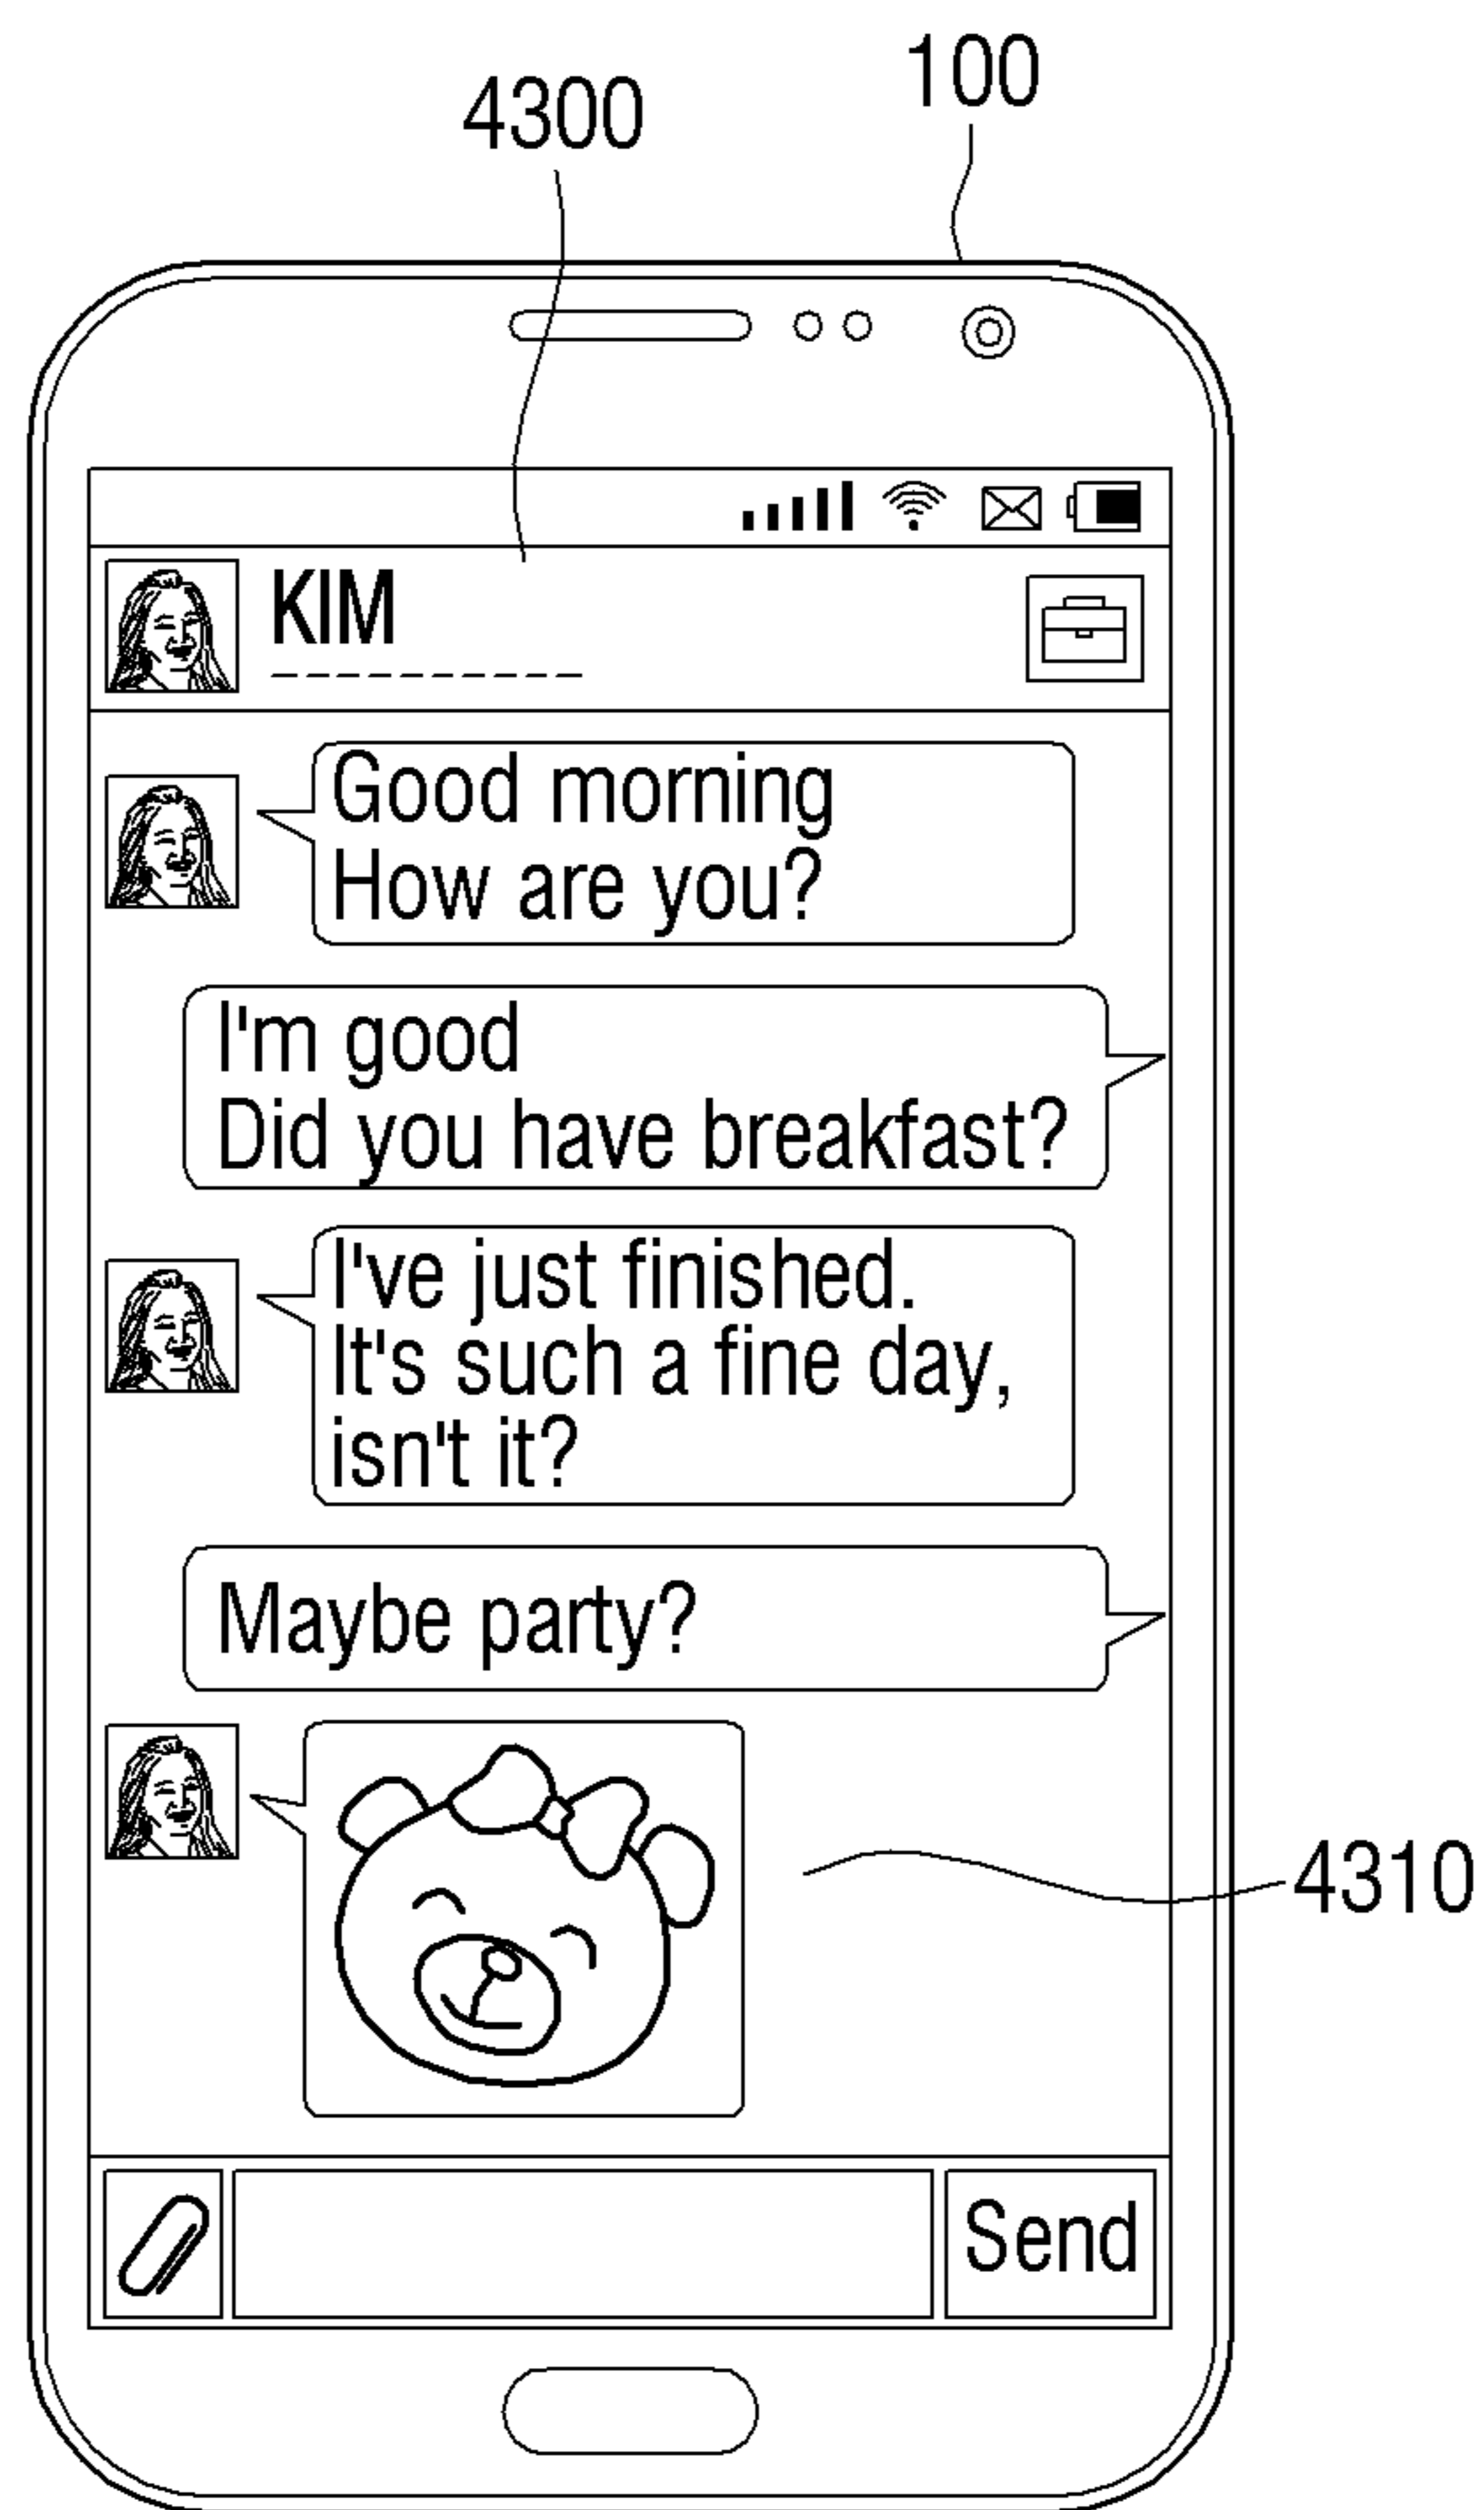 100
4300
KIM
Good morning
How are you?
I'm good
Did you have breakfast?
I've just finished.
It's such a fine day,
isn't it?
Maybe party?
4310
Send